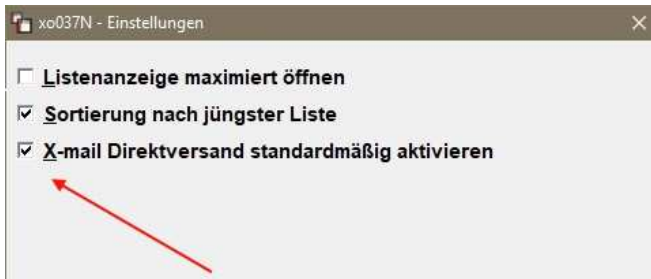 xo037N - Einstellungen
Listenanzeige maximiert öffnen
Sortierung nach jüngster Liste
X-mail Direktversand standardmäßig aktivieren